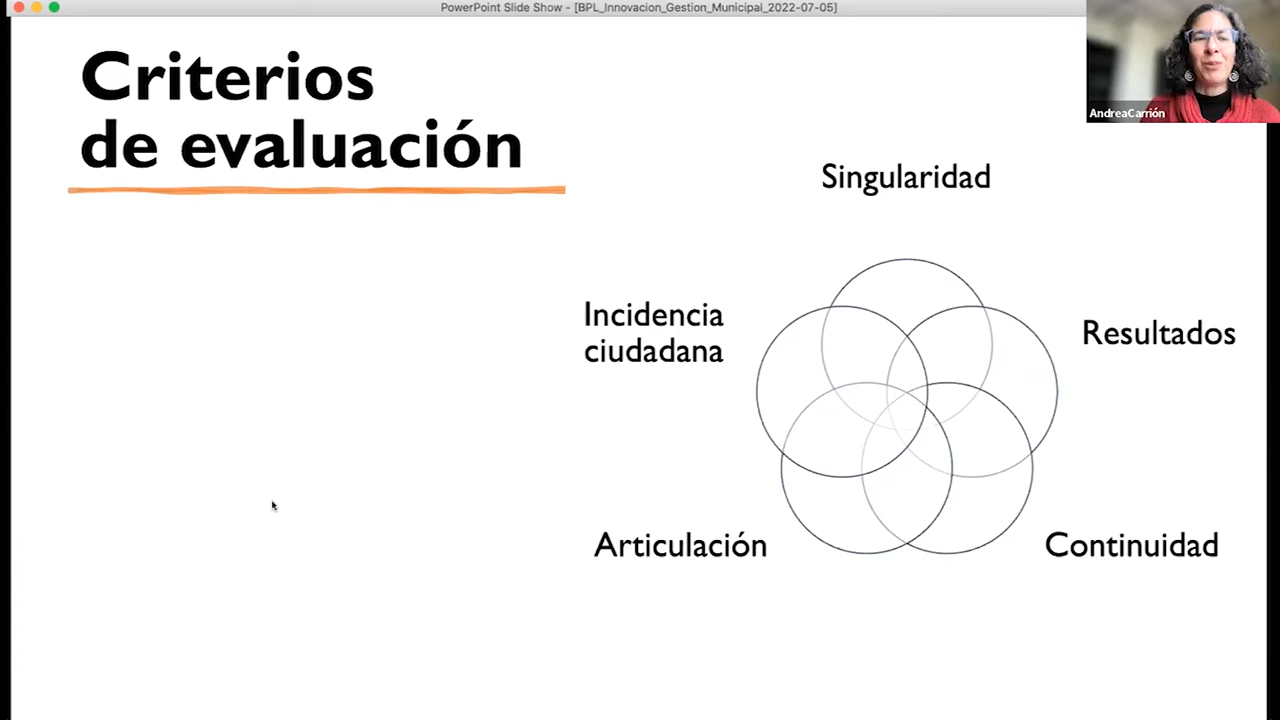 PowerPoint Slide Show - [BPL_Innovacion_Gestion_Municipal_2022-07-05]
Criterios
de evaluación
AndreaCarrión
Singularidad
Incidencia
ciudadana
Resultados
Articulación
Continuidad